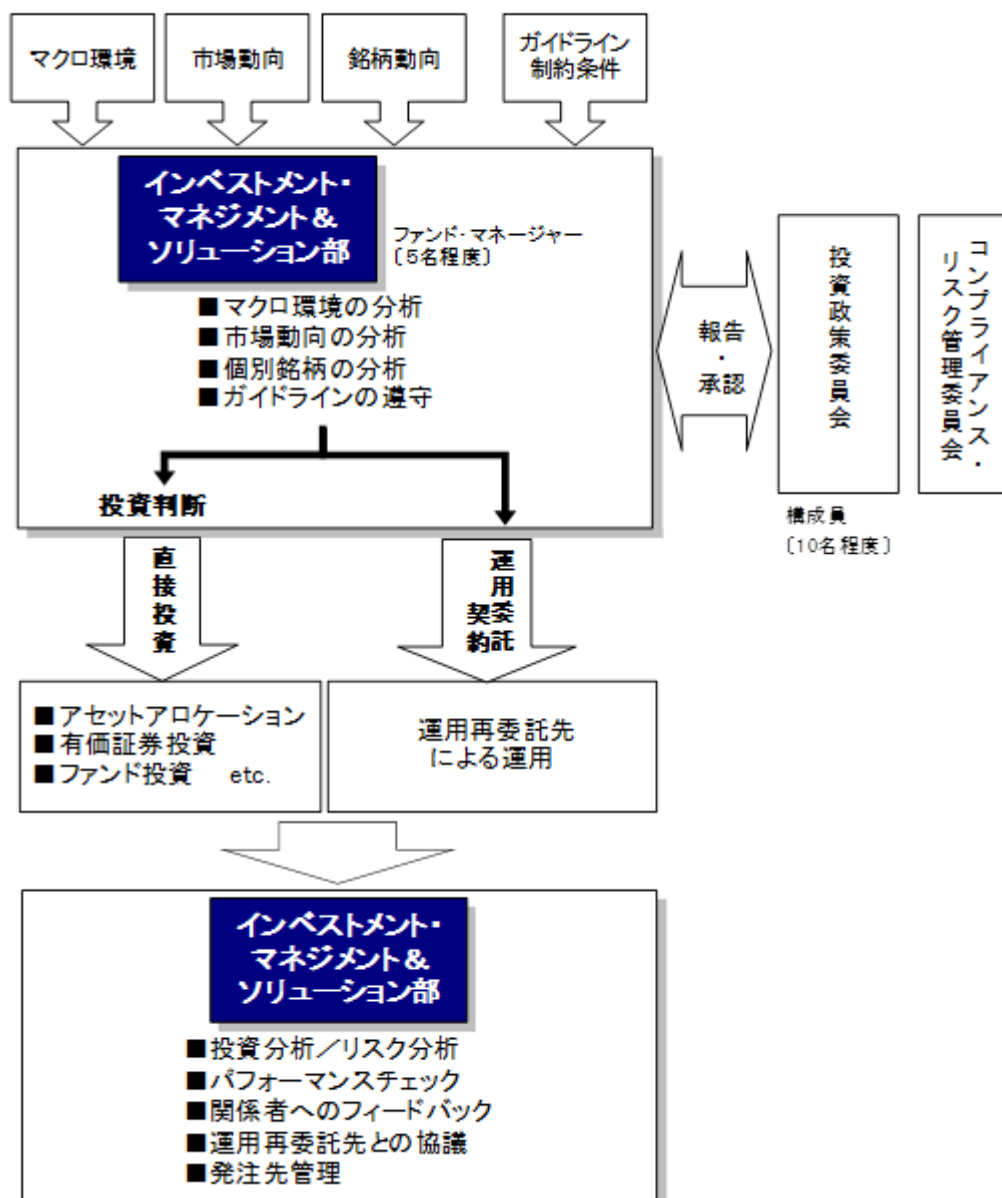 マクロ環境
市場動向
銘柄動向
ガイドライン
制約条件
インベストメント・
マネジメント＆
ソリューション部
ファンド・マネージャー
〔5名程度〕
■マクロ環境の分析
■市場動向の分析
■個別銘柄の分析
■ガイドラインの遵守
投資判断
報告
・
承認
投資政策委員会
コンプライアンス・
リスク管理委員会
構成員
〔10名程度〕
直接投資
運用委託
契約
■アセットアロケーション
■有価証券投資
■ファンド投資 etc.
運用再委託先
による運用
インベストメント・
マネジメント＆
ソリューション部
■投資分析／リスク分析
■パフォーマンスチェック
■関係者へのフィードバック
■運用再委託先との協議
■発注先管理